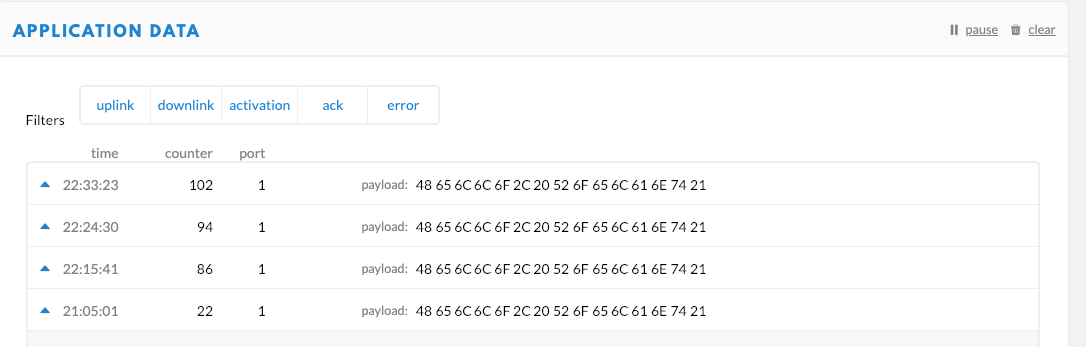 APPLICATION DATA
pause clear
uplink downlink activation ack error
Filters
time counter port
22:33:23 102 1 payload: 48 65 6C 6C 6F 2C 20 52 6F 65 6C 61 6E 74 21
22:24:30 94 1 payload: 48 65 6C 6C 6F 2C 20 52 6F 65 6C 61 6E 74 21
22:15:41 86 1 payload: 48 65 6C 6C 6F 2C 20 52 6F 65 6C 61 6E 74 21
21:05:01 22 1 payload: 48 65 6C 6C 6F 2C 20 52 6F 65 6C 61 6E 74 21